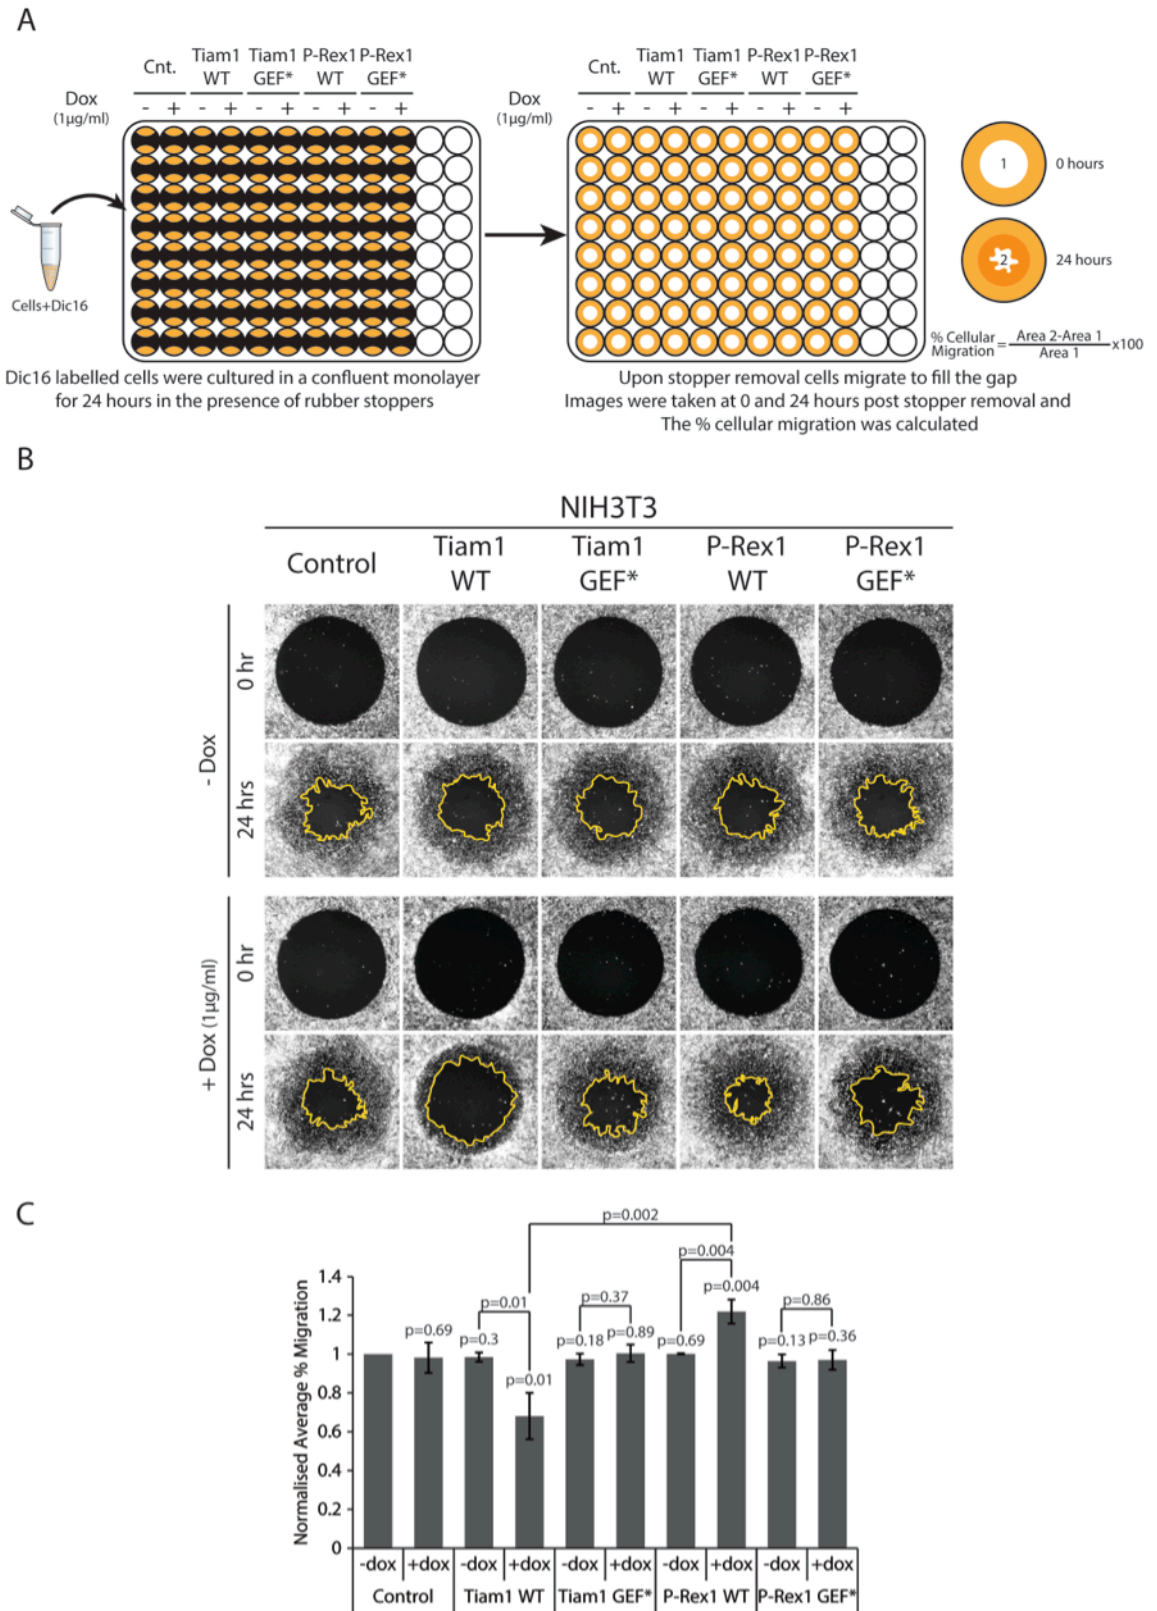 A
Cnt. Tiam1 WT Tiam1 GEF* P-Rex1 WT P-Rex1 GEF*
Dox (1µg/ml) - + - + - + - + - +
Cells+Dic16
Dic16 labelled cells were cultured in a confluent monolayer
for 24 hours in the presence of rubber stoppers
Cnt. Tiam1 WT Tiam1 GEF* P-Rex1 WT P-Rex1 GEF*
Dox (1µg/ml) - + - + - + - + - +
1
0 hours
2
24 hours
% Cellular Migration = Area 2-Area 1 / Area 1 x100
Upon stopper removal cells migrate to fill the gap
Images were taken at 0 and 24 hours post stopper removal and
The % cellular migration was calculated
B
NIH3T3
Control Tiam1 WT Tiam1 GEF* P-Rex1 WT P-Rex1 GEF*
- Dox
0 hr
24 hrs
+ Dox (1µg/ml)
0 hr
24 hrs
C
Normalised Average % Migration
1.4
1.2
1
0.8
0.6
0.4
0.2
0
p=0.002
p=0.004
p=0.01 p=0.37 p=0.004 p=0.86
p=0.69 p=0.3 p=0.18 p=0.89 p=0.69 p=0.13 p=0.36
p=0.01
-dox +dox -dox +dox -dox +dox -dox +dox -dox +dox
Control Tiam1 WT Tiam1 GEF* P-Rex1 WT P-Rex1 GEF*